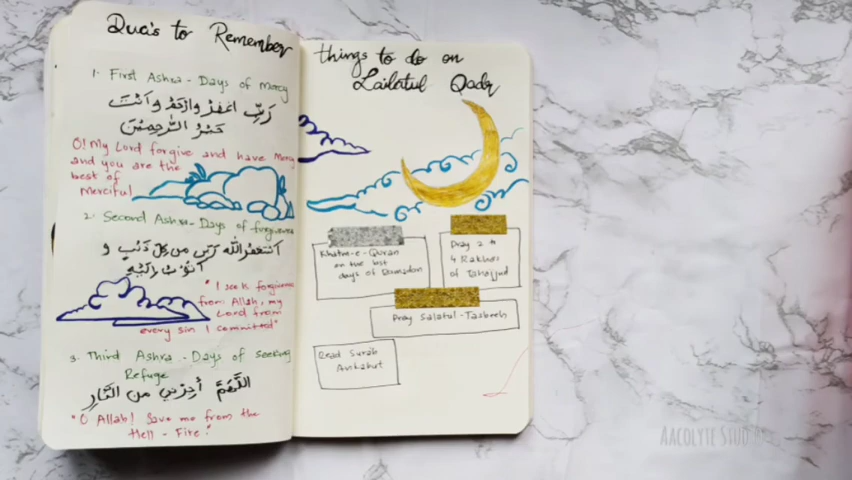 Dua's to Remember
1. First Ashra - Days of Mercy
رَبِّ اغْفِرْ وَارْحَمْ وَ اَنْتَ
خَيْرُ الرَّاحِمِيْنَ
O! My Lord forgive and have Mercy
and you are the
best of
Merciful
2. Second Ashra - Days of forgiveness
اَسْتَغْفِرُ اللّٰه رَبِّي مِن كُلِّ ذَنْبٍ وَ
اَتُوْبُ اِلَيْهِ
"I seek forgiveness
from Allah, my
Lord from
every sin I committed"
3. Third Ashra - Days of seeking
Refuge
اللَّهُمَّ أَجِرْنِي مِنَ النَّارِ
"O Allah! Save me from the
Hell - Fire"
things to do on
Lailatul Qadr
Khatm-e-Quran
on the last
days of Ramadan
Pray 2 to
4 Rakhas
of Tahajjud
Pray Salatul-Tasbeeh
Read Surah
Ankabut
AACOLYTE STUD